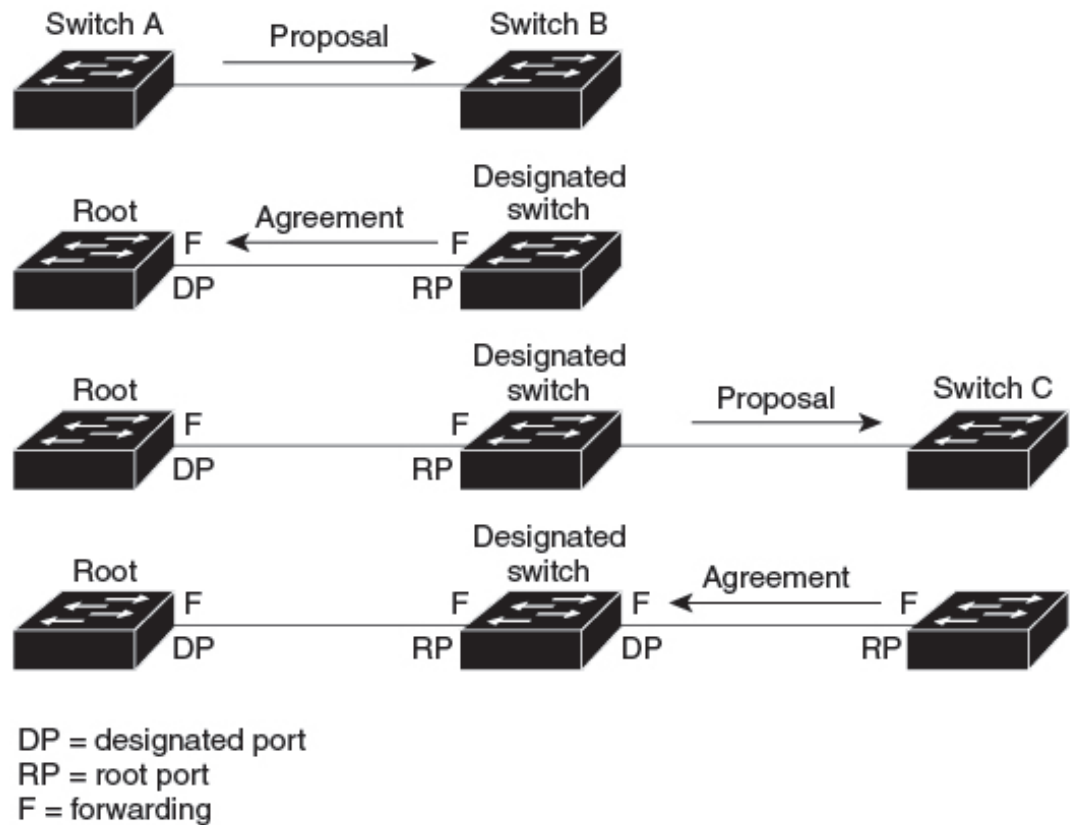 Switch A
Proposal
Switch B
Root
F
DP
Agreement
Designated
switch
F
RP
Root
F
DP
Designated
switch
F
RP
Proposal
Switch C
Root
F
DP
Designated
switch
F
RP
F
DP
Agreement
F
RP
DP = designated port
RP = root port
F = forwarding